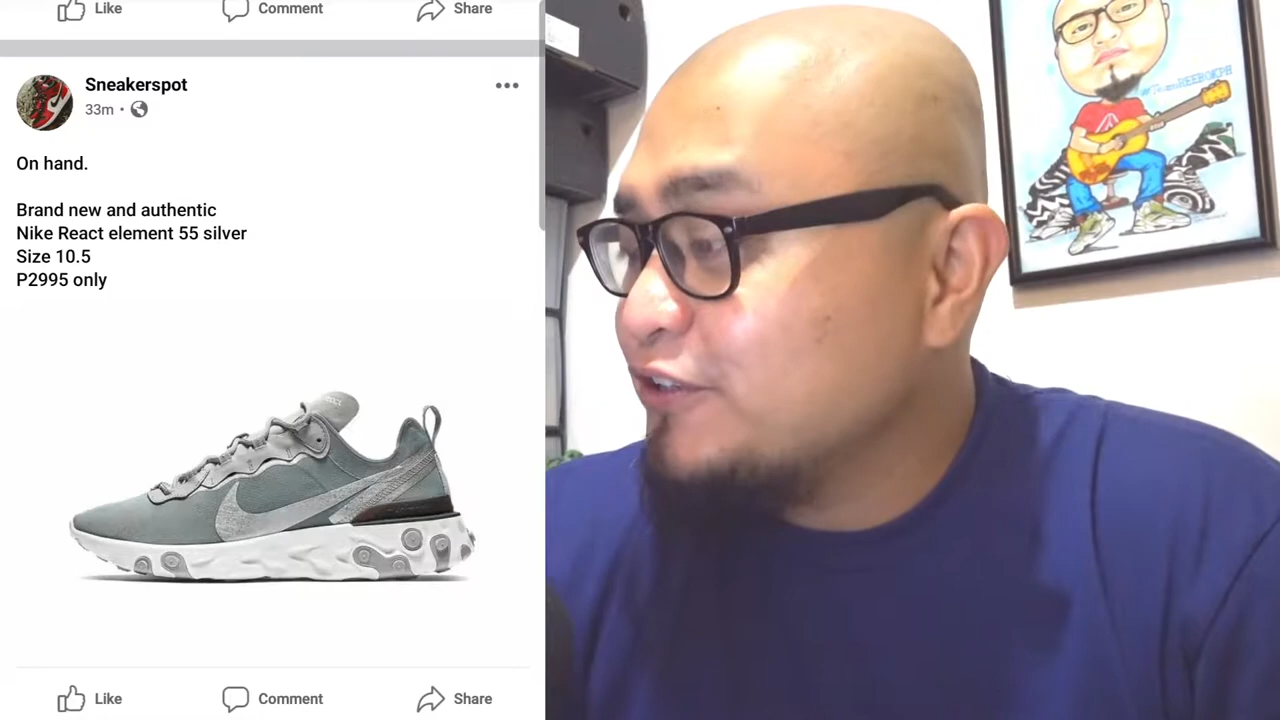 Like
Comment
Share
Sneakerspot
33m
On hand.
Brand new and authentic
Nike React element 55 silver
Size 10.5
P2995 only
#TeamREEBOKPH
Like
Comment
Share